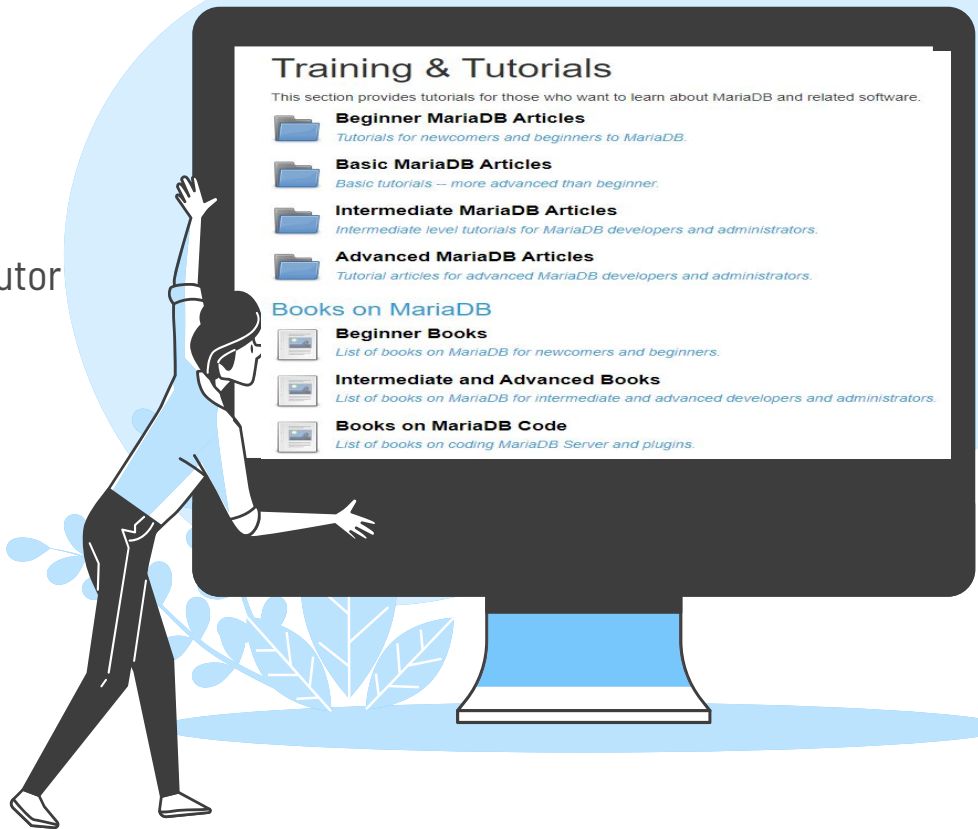 Training & Tutorials
This section provides tutorials for those who want to learn about MariaDB and related software.
Beginner MariaDB Articles
Tutorials for newcomers and beginners to MariaDB.
Basic MariaDB Articles
Basic tutorials -- more advanced than beginner.
Intermediate MariaDB Articles
Intermediate level tutorials for MariaDB developers and administrators.
Advanced MariaDB Articles
utor
Tutorial articles for advanced MariaDB developers and administrators.
Books on MariaDB
Beginner Books
List of books on MariaDB for newcomers and beginners.
Intermediate and Advanced Books
List of books on MariaDB for intermediate and advanced developers and administrators.
Books on MariaDB Code
List of books on coding MariaDB Server and plugins.